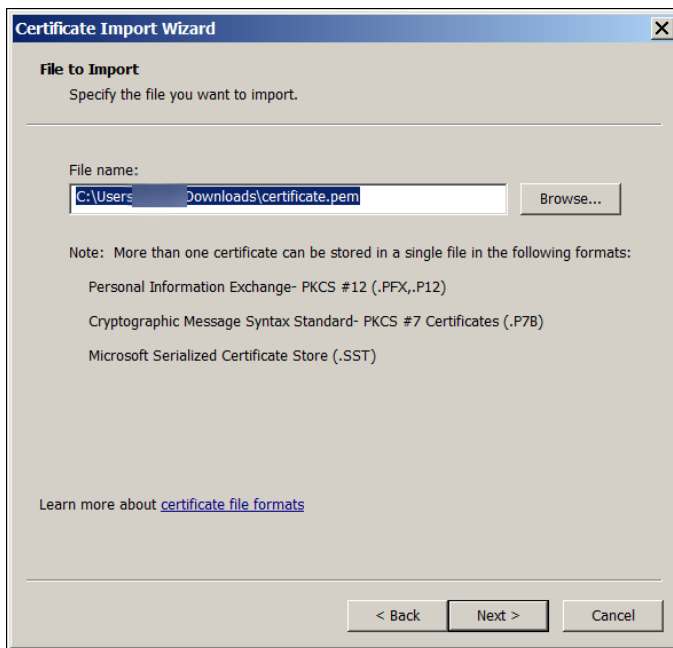 Certificate Import Wizard
File to Import
Specify the file you want to import.
File name:
C:\Users Downloads\certificate.pem
Browse...
Note: More than one certificate can be stored in a single file in the following formats:
Personal Information Exchange- PKCS #12 (.PFX,.P12)
Cryptographic Message Syntax Standard- PKCS #7 Certificates (.P7B)
Microsoft Serialized Certificate Store (.SST)
Learn more about certificate file formats
< Back Next > Cancel